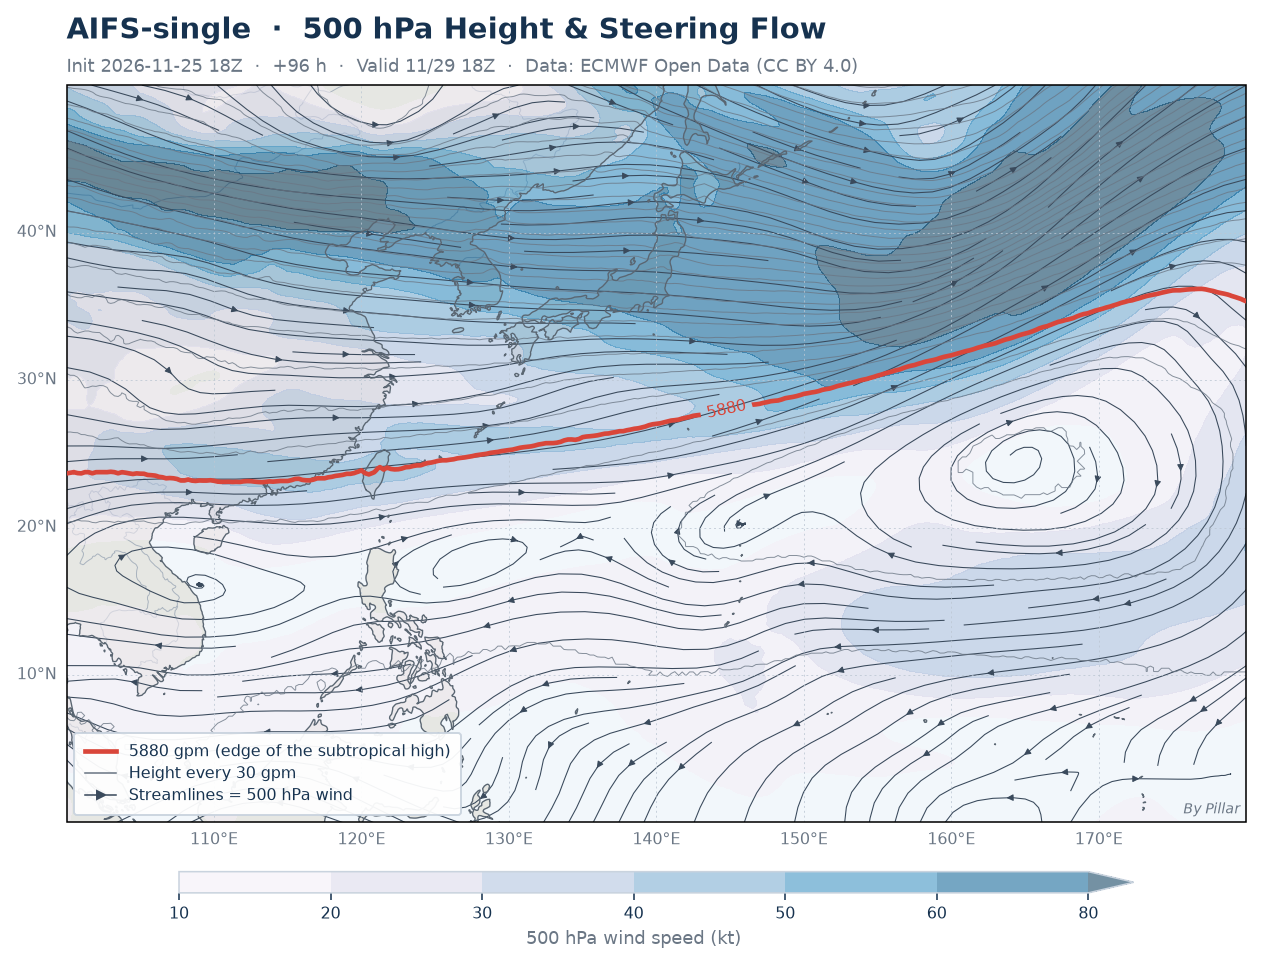 AIFS-single · 500 hPa Height & Steering Flow
Init 2026-11-25 18Z · +96 h · Valid 11/29 18Z · Data: ECMWF Open Data (CC BY 4.0)
40°N
30°N
20°N
10°N
5880
5880 gpm (edge of the subtropical high)
Height every 30 gpm
Streamlines = 500 hPa wind
By Pillar
110°E 120°E 130°E 140°E 150°E 160°E 170°E
10 20 30 40 50 60 80
500 hPa wind speed (kt)